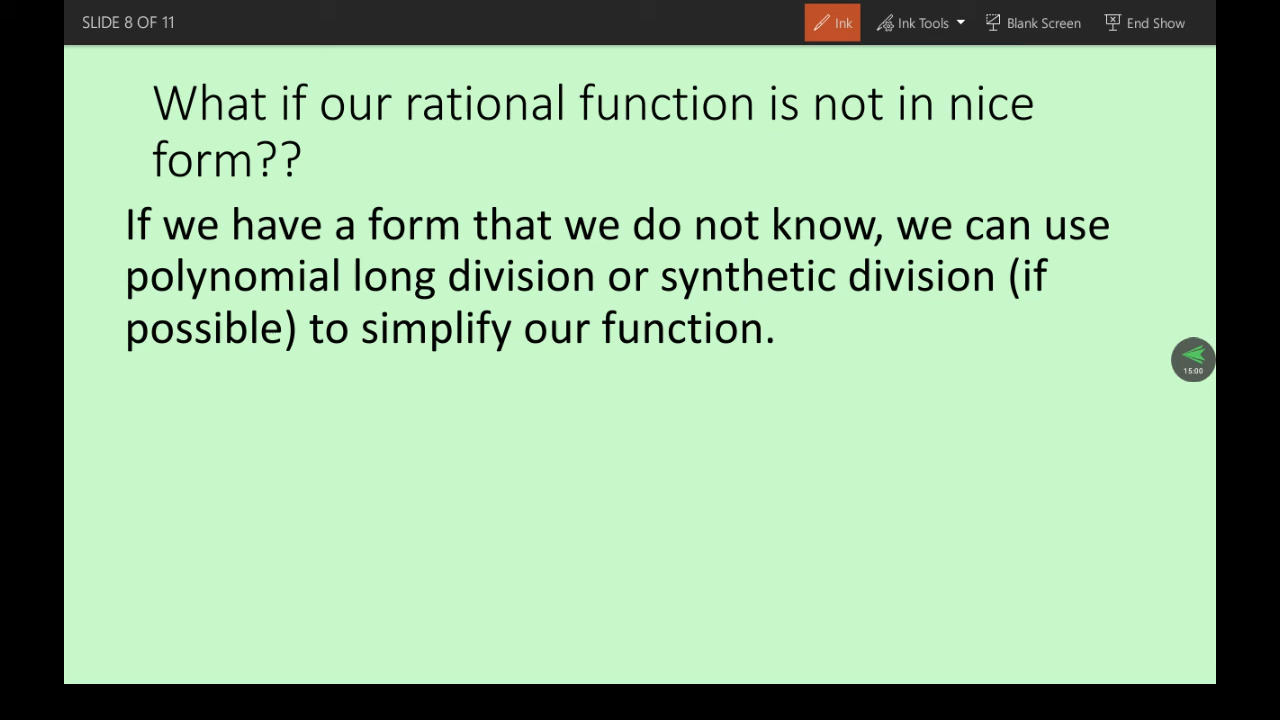 SLIDE 8 OF 11
Ink
Ink Tools
Blank Screen
End Show
What if our rational function is not in nice
form??
If we have a form that we do not know, we can use
polynomial long division or synthetic division (if
possible) to simplify our function.
15:00